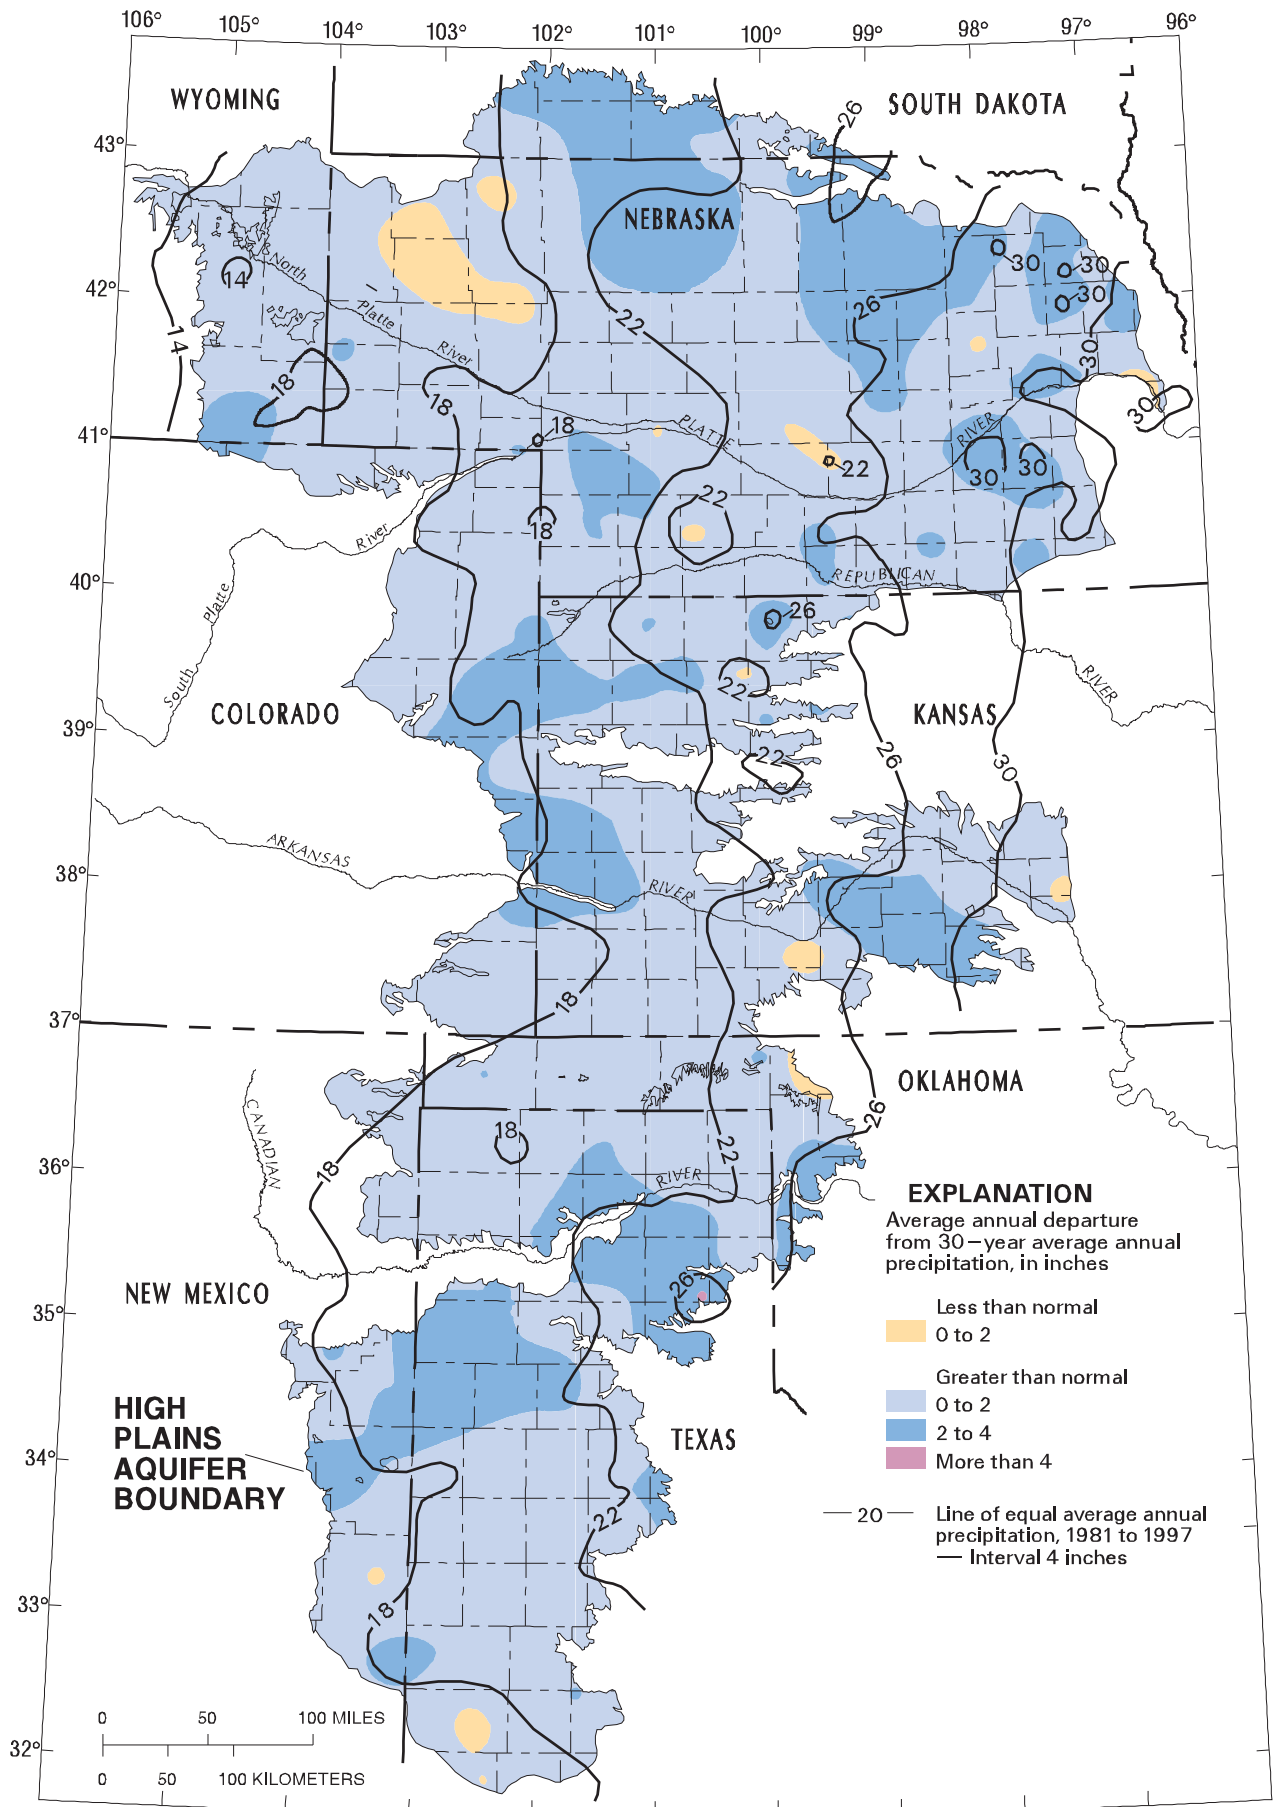 106°
105°
104°
103°
102°
101°
100°
99°
98°
97°
96°
WYOMING
SOUTH DAKOTA
26
43°
NEBRASKA
North
14
30
30
42°
30
26
Platte
22
14
River
30
18
18
30
41°
18
PLATTE
RIVER
22
30
30
22
18
River
40°
REPUBLICAN
Platte
26
South
22
RIVER
COLORADO
KANSAS
39°
26
22
30
ARKANSAS
38°
RIVER
18
37°
OKLAHOMA
CANADIAN
26
18
22
36°
18
RIVER
EXPLANATION
Average annual departure
from 30–year average annual
precipitation, in inches
NEW MEXICO
26
35°
Less than normal
0 to 2
Greater than normal
0 to 2
2 to 4
More than 4
HIGH
PLAINS
AQUIFER
BOUNDARY
TEXAS
34°
22
— 20 — Line of equal average annual
precipitation, 1981 to 1997
— Interval 4 inches
33°
18
0 50 100 MILES
32°
0 50 100 KILOMETERS